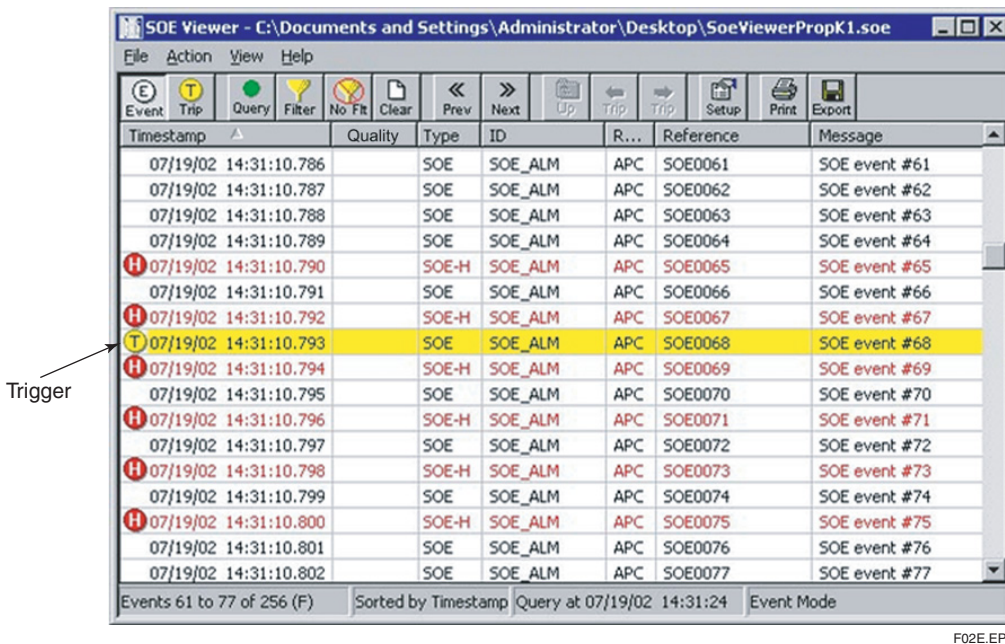 SOE Viewer - C:\Documents and Settings\Administrator\Desktop\SoeViewerPropK1.soe
File Action View Help
E T
Event Trip Query Filter No Flt Clear Prev Next Up Trip Trip Setup Print Export
Timestamp Quality Type ID R... Reference Message
07/19/02 14:31:10.786 SOE SOE_ALM APC SOE0061 SOE event #61
07/19/02 14:31:10.787 SOE SOE_ALM APC SOE0062 SOE event #62
07/19/02 14:31:10.788 SOE SOE_ALM APC SOE0063 SOE event #63
07/19/02 14:31:10.789 SOE SOE_ALM APC SOE0064 SOE event #64
H 07/19/02 14:31:10.790 SOE-H SOE_ALM APC SOE0065 SOE event #65
07/19/02 14:31:10.791 SOE SOE_ALM APC SOE0066 SOE event #66
H 07/19/02 14:31:10.792 SOE-H SOE_ALM APC SOE0067 SOE event #67
T 07/19/02 14:31:10.793 SOE SOE_ALM APC SOE0068 SOE event #68
H 07/19/02 14:31:10.794 SOE-H SOE_ALM APC SOE0069 SOE event #69
Trigger
07/19/02 14:31:10.795 SOE SOE_ALM APC SOE0070 SOE event #70
H 07/19/02 14:31:10.796 SOE-H SOE_ALM APC SOE0071 SOE event #71
07/19/02 14:31:10.797 SOE SOE_ALM APC SOE0072 SOE event #72
H 07/19/02 14:31:10.798 SOE-H SOE_ALM APC SOE0073 SOE event #73
07/19/02 14:31:10.799 SOE SOE_ALM APC SOE0074 SOE event #74
H 07/19/02 14:31:10.800 SOE-H SOE_ALM APC SOE0075 SOE event #75
07/19/02 14:31:10.801 SOE SOE_ALM APC SOE0076 SOE event #76
07/19/02 14:31:10.802 SOE SOE_ALM APC SOE0077 SOE event #77
Events 61 to 77 of 256 (F) Sorted by Timestamp Query at 07/19/02 14:31:24 Event Mode